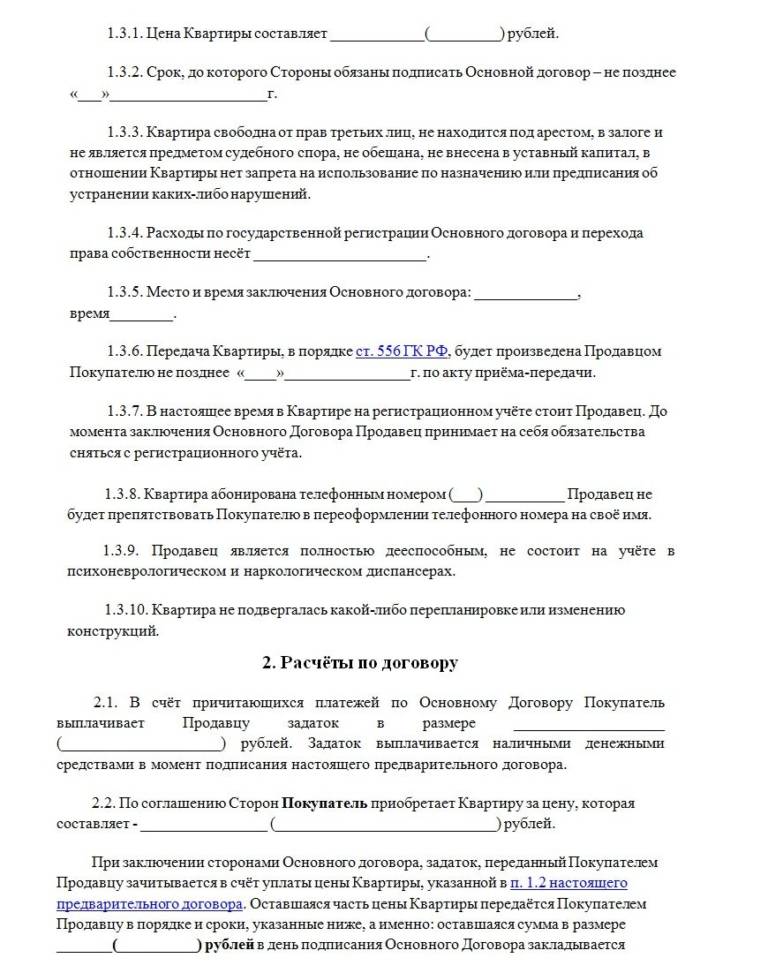 1.3.1. Цена Квартиры составляет _____________(__________) рублей.
1.3.2. Срок, до которого Стороны обязаны подписать Основной договор – не позднее
«___»______________________г.
1.3.3. Квартира свободна от прав третьих лиц, не находится под арестом, в залоге и
не является предметом судебного спора, не обещана, не внесена в уставный капитал, в
отношении Квартиры нет запрета на использование по назначению или предписания об
устранении каких-либо нарушений.
1.3.4. Расходы по государственной регистрации Основного договора и перехода
права собственности несёт ________________________.
1.3.5. Место и время заключения Основного договора: ______________,
время_________.
1.3.6. Передача Квартиры, в порядке ст. 556 ГК РФ, будет произведена Продавцом
Покупателю не позднее «____»_________________г. по акту приёма-передачи.
1.3.7. В настоящее время в Квартире на регистрационном учёте стоит Продавец. До
момента заключения Основного Договора Продавец принимает на себя обязательства
сняться с регистрационного учёта.
1.3.8. Квартира абонирована телефонным номером (___) ___________ Продавец не
будет препятствовать Покупателю в переоформлении телефонного номера на своё имя.
1.3.9. Продавец является полностью дееспособным, не состоит на учёте в
психоневрологическом и наркологическом диспансерах.
1.3.10. Квартира не подвергалась какой-либо перепланировке или изменению
конструкций.
2. Расчёты по договору
2.1. В счёт причитающихся платежей по Основному Договору Покупатель
выплачивает Продавцу задаток в размере _____________________
(______________________) рублей. Задаток выплачивается наличными денежными
средствами в момент подписания настоящего предварительного договора.
2.2. По соглашению Сторон Покупатель приобретает Квартиру за цену, которая
составляет - __________________ (_______________________________) рублей.
При заключении сторонами Основного договора, задаток, переданный Покупателем
Продавцу зачитывается в счёт уплаты цены Квартиры, указанной в п. 1.2 настоящего
предварительного договора. Оставшаяся часть цены Квартиры передаётся Покупателем
Продавцу в порядке и сроки, указанные ниже, а именно: оставшаяся сумма в размере
________(___________) рублей в день подписания Основного Договора закладывается